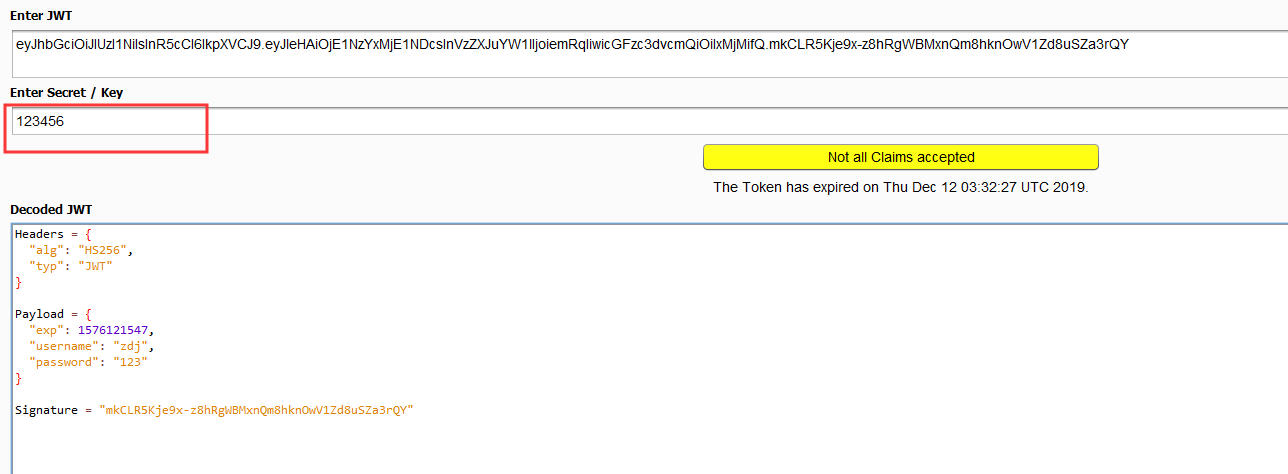 Enter JWT
eyJhbGciOiJIUzI1NiIsInR5cCI6IkpXVCJ9.eyJleHAiOjE1NzYxMjE1NDcsInVzZXJuYW1lIjoiemRqIiwicGFzc3dvcmQiOiIxMjMifQ.mkCLR5Kje9x-z8hRgWBMxnQm8hknOwV1Zd8uSZa3rQY
Enter Secret / Key
123456
Not all Claims accepted
The Token has expired on Thu Dec 12 03:32:27 UTC 2019.
Decoded JWT
Headers = {
  "alg": "HS256",
  "typ": "JWT"
}
Payload = {
  "exp": 1576121547,
  "username": "zdj",
  "password": "123"
}
Signature = "mkCLR5Kje9x-z8hRgWBMxnQm8hknOwV1Zd8uSZa3rQY"